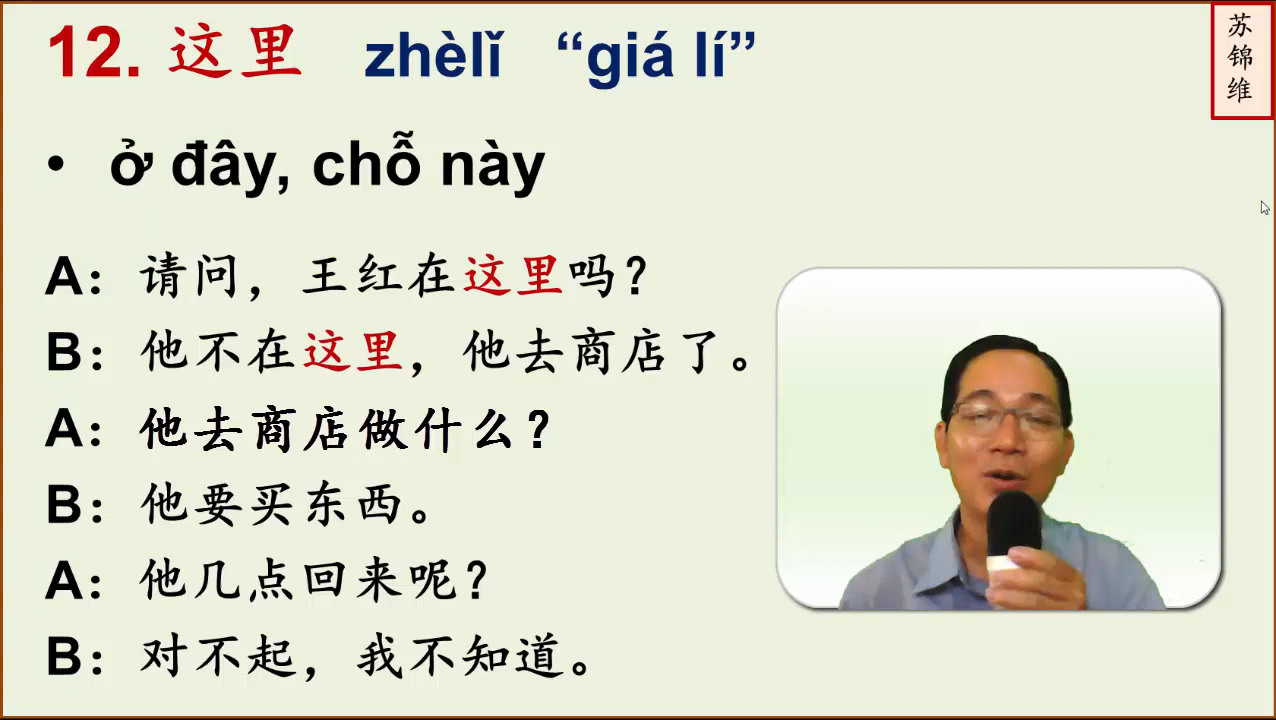 12. 这里 zhèlǐ “giá lí”
苏锦维
• ở đây, chỗ này
A：请问，王红在这里吗？
B：他不在这里，他去商店了。
A：他去商店做什么？
B：他要买东西。
A：他几点回来呢？
B：对不起，我不知道。